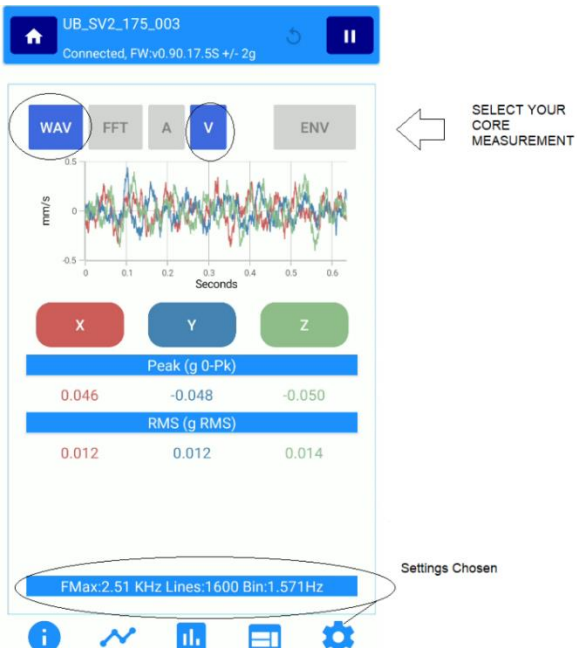 UB_SV2_175_003
Connected, FW:v0.90.17.5S +/- 2g
WAV FFT A V ENV
SELECT YOUR
CORE
MEASUREMENT
0.5
0
-0.5
mm/s
0 0.1 0.2 0.3 0.4 0.5 0.6
Seconds
X Y Z
Peak (g 0-Pk)
0.046 -0.048 -0.050
RMS (g RMS)
0.012 0.012 0.014
Settings Chosen
FMax:2.51 KHz Lines:1600 Bin:1.571Hz